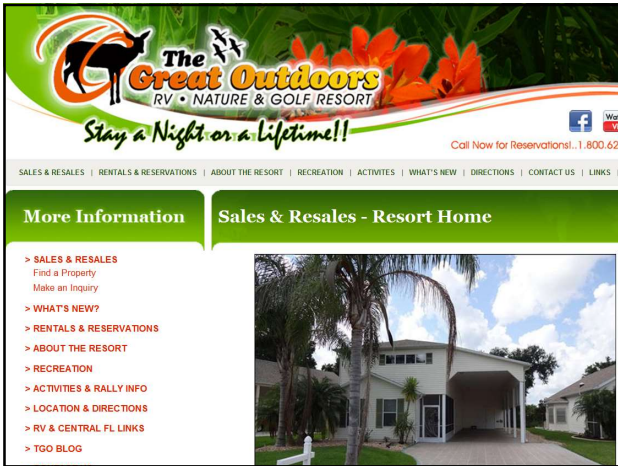 The
Great Outdoors
RV • NATURE & GOLF RESORT
Stay a Night or a Lifetime!!
Call Now for Reservations!..1.800.62
SALES & RESALES | RENTALS & RESERVATIONS | ABOUT THE RESORT | RECREATION | ACTIVITES | WHAT'S NEW | DIRECTIONS | CONTACT US | LINKS |
More Information
Sales & Resales - Resort Home
> SALES & RESALES
Find a Property
Make an Inquiry
> WHAT'S NEW?
> RENTALS & RESERVATIONS
> ABOUT THE RESORT
> RECREATION
> ACTIVITIES & RALLY INFO
> LOCATION & DIRECTIONS
> RV & CENTRAL FL LINKS
> TGO BLOG